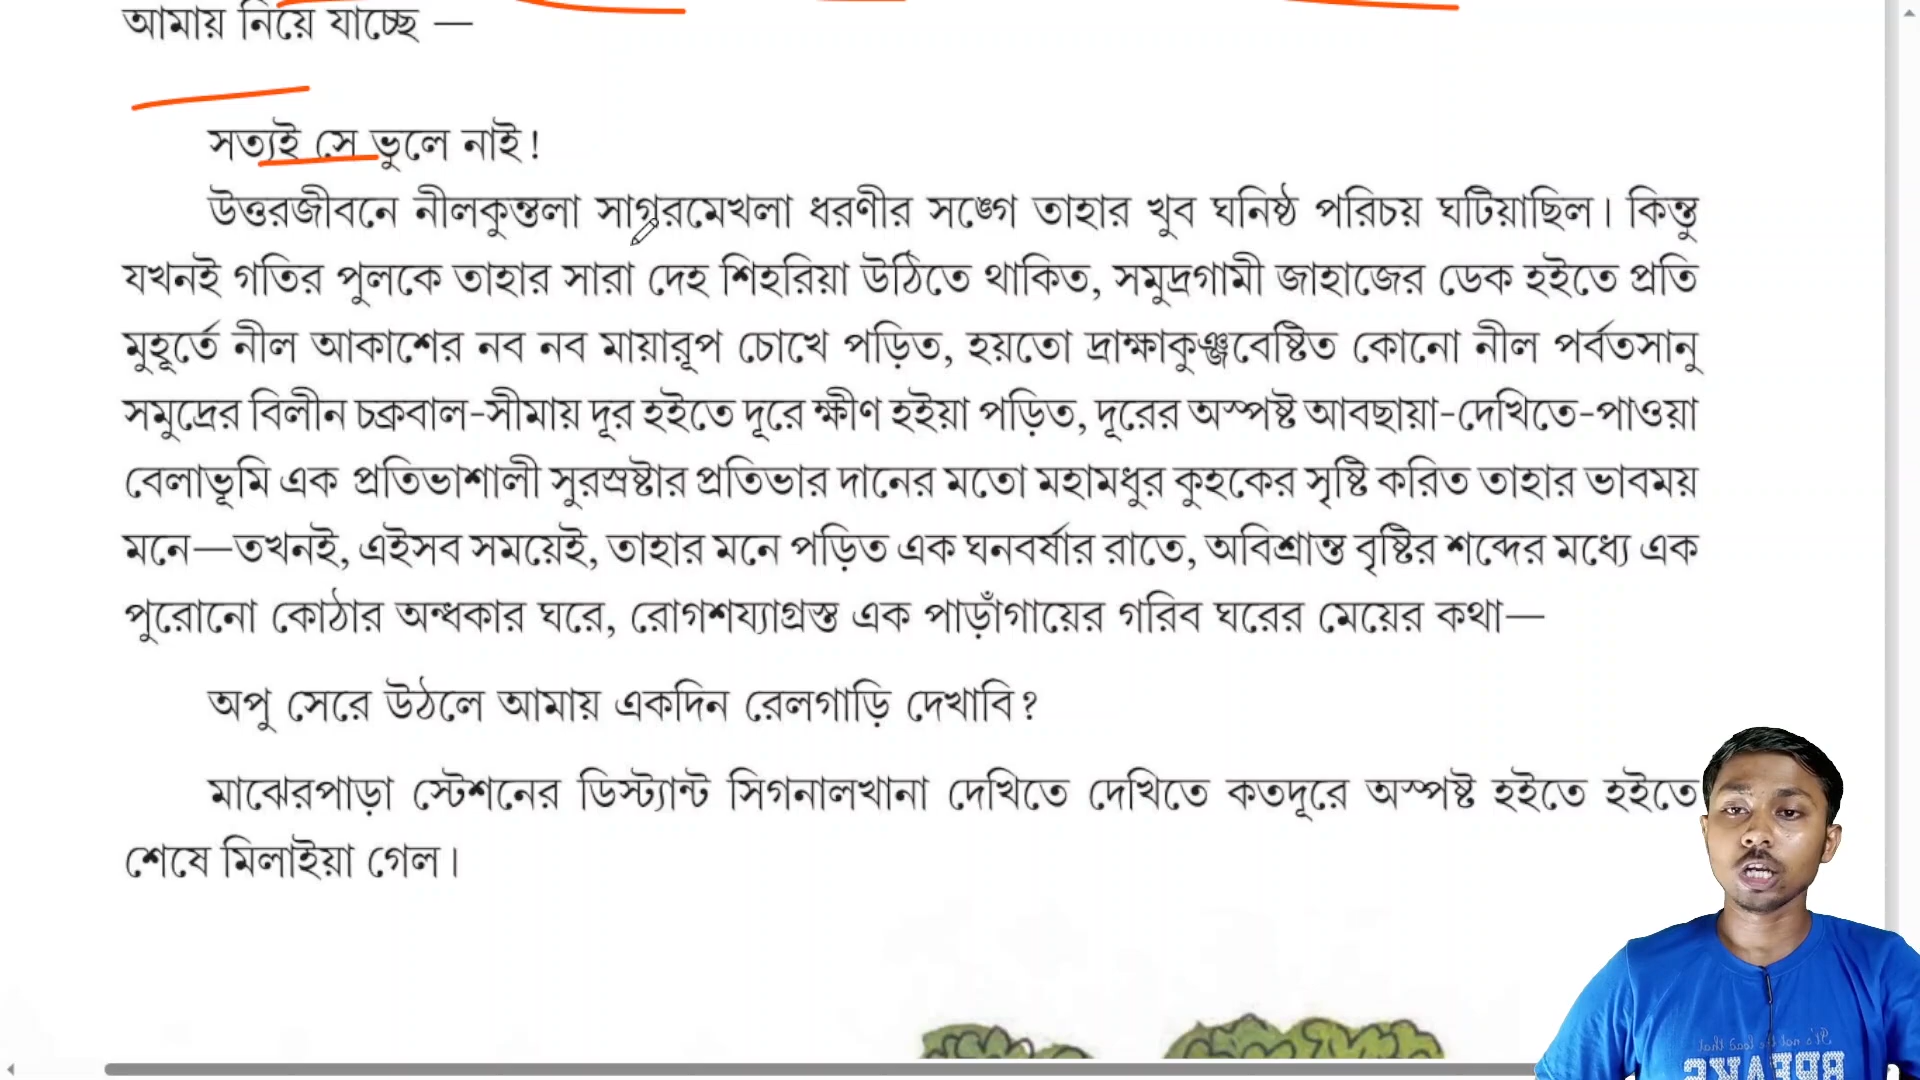 আমায় নিয়ে যাচ্ছে —
সত্যই সে ভুলে নাই!
উত্তরজীবনে নীলকুন্তলা সাগরমেখলা ধরণীর সঙ্গে তাহার খুব ঘনিষ্ঠ পরিচয় ঘটিয়াছিল। কিন্তু
যখনই গতির পুলকে তাহার সারা দেহ শিহরিয়া উঠিতে থাকিত, সমুদ্রগামী জাহাজের ডেক হইতে প্রতি
মুহূর্তে নীল আকাশের নব নব মায়ারূপ চোখে পড়িত, হয়তো দ্রাক্ষাকুঞ্জবেষ্টিত কোনো নীল পর্বতসানু
সমুদ্রের বিলীন চক্রবাল-সীমায় দূর হইতে দূরে ক্ষীণ হইয়া পড়িত, দূরের অস্পষ্ট আবছায়া-দেখিতে-পাওয়া
বেলাভূমি এক প্রতিভাশালী সুরস্রষ্টার প্রতিভার দানের মতো মহামধুর কুহকের সৃষ্টি করিত তাহার ভাবময়
মনে—তখনই, এইসব সময়েই, তাহার মনে পড়িত এক ঘনবর্ষার রাতে, অবিশ্রান্ত বৃষ্টির শব্দের মধ্যে এক
পুরোনো কোঠার অন্ধকার ঘরে, রোগশয্যাগ্রস্ত এক পাড়াঁগায়ের গরিব ঘরের মেয়ের কথা—
অপু সেরে উঠলে আমায় একদিন রেলগাড়ি দেখাবি?
মাঝেরপাড়া স্টেশনের ডিস্ট্যান্ট সিগনালখানা দেখিতে দেখিতে কতদূরে অস্পষ্ট হইতে হইতে
শেষে মিলাইয়া গেল।